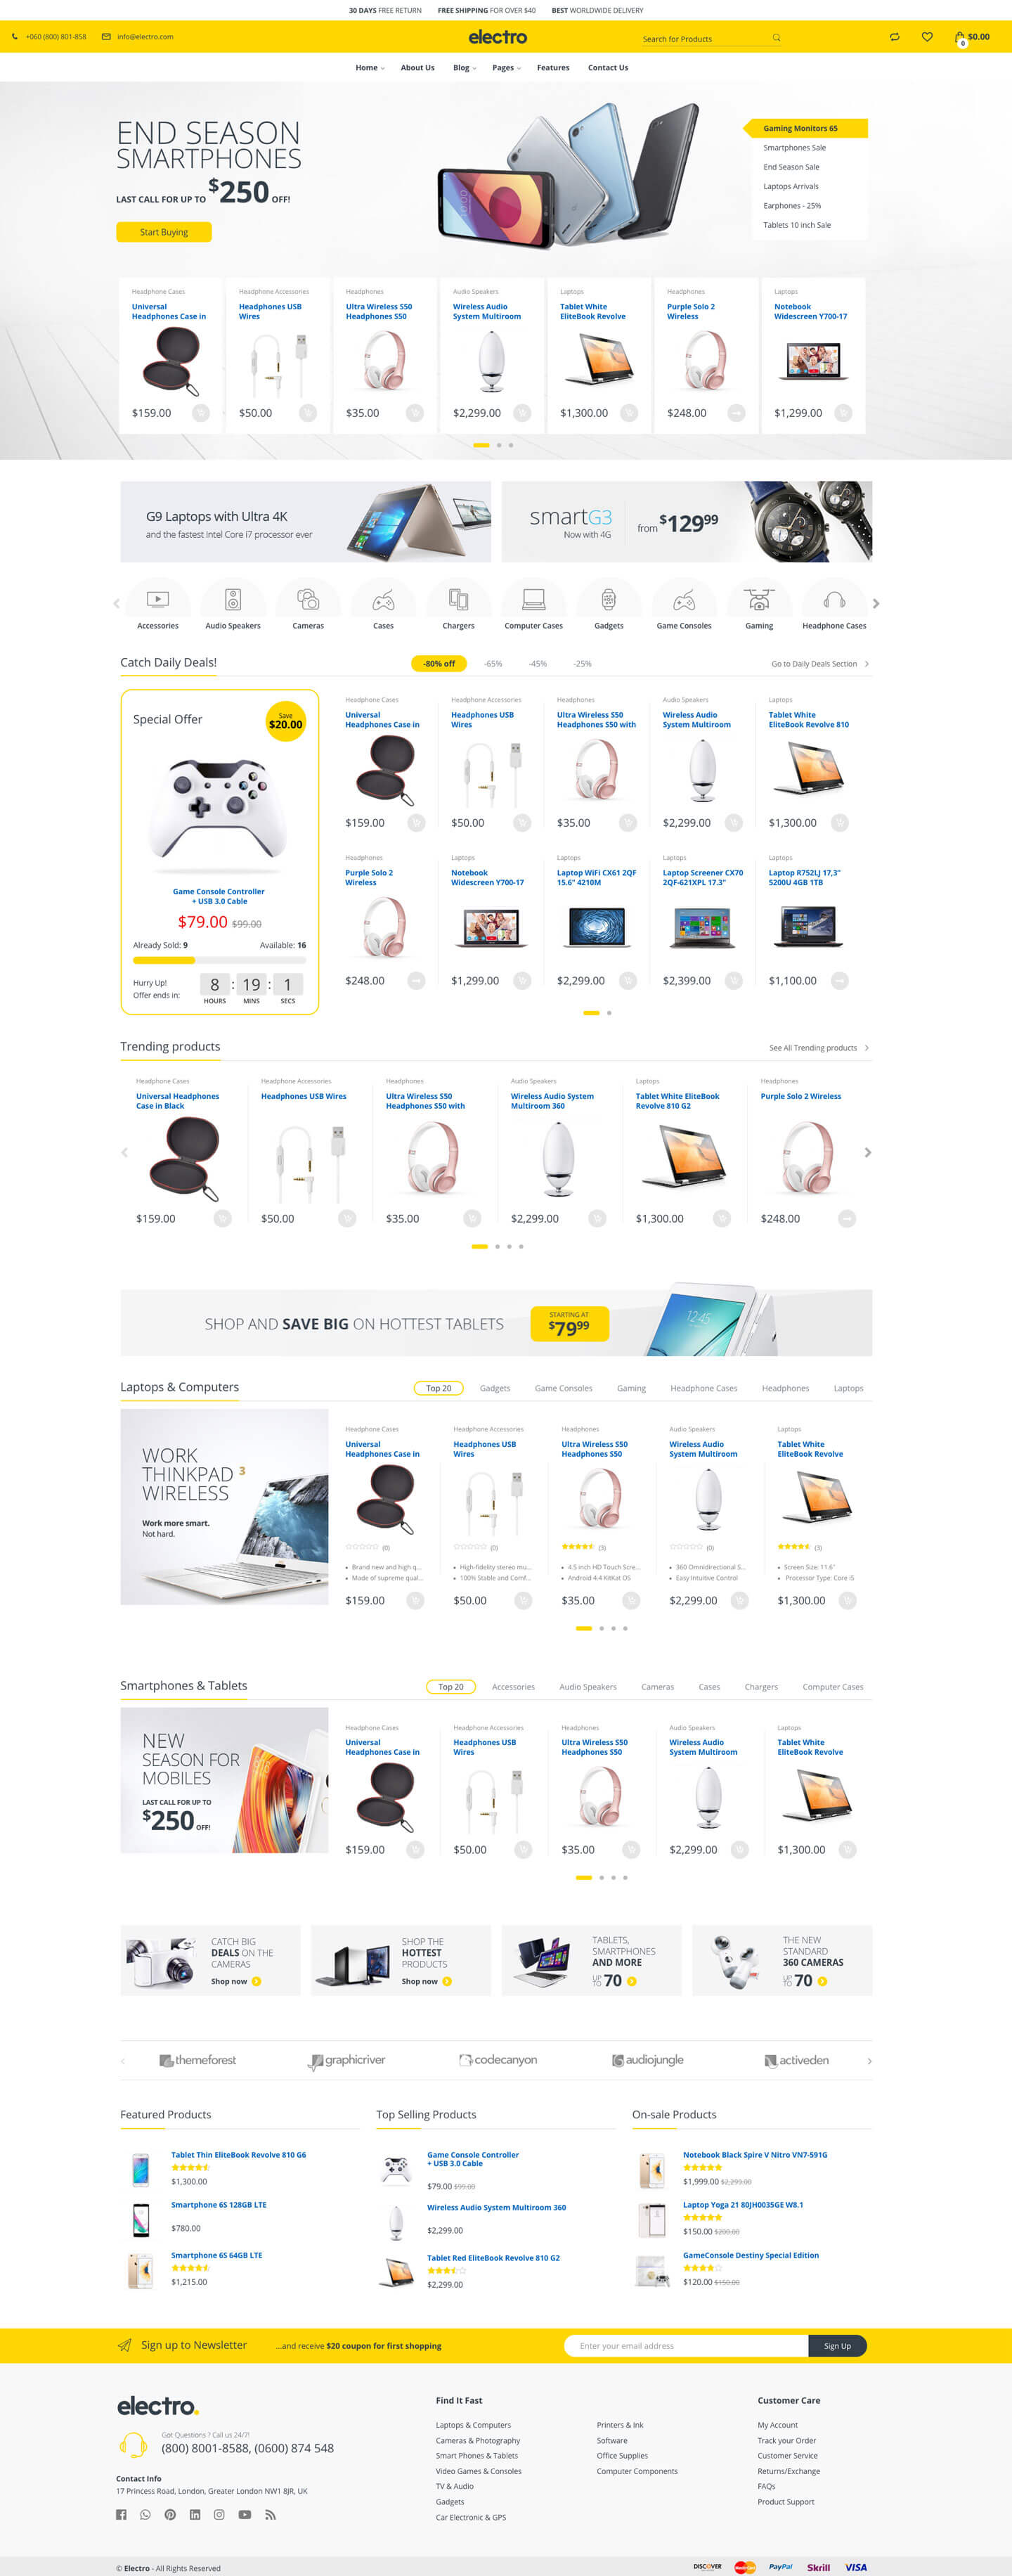 30 DAYS FREE RETURN FREE SHIPPING FOR OVER $40 BEST WORLDWIDE DELIVERY
+060 (800) 801-858 info@electro.com electro Search for Products 0 $0.00
Home About Us Blog Pages Features Contact Us
END SEASON
SMARTPHONES
LAST CALL FOR UP TO $250 OFF!
Start Buying
Gaming Monitors 65
Smartphones Sale
End Season Sale
Laptops Arrivals
Earphones - 25%
Tablets 10 inch Sale
Headphone Cases
Universal
Headphones Case in
$159.00
Headphone Accessories
Headphones USB
Wires
$50.00
Headphones
Ultra Wireless S50
Headphones S50
$35.00
Audio Speakers
Wireless Audio
System Multiroom
$2,299.00
Laptops
Tablet White
EliteBook Revolve
$1,300.00
Headphones
Purple Solo 2
Wireless
$248.00
Laptops
Notebook
Widescreen Y700-17
$1,299.00
G9 Laptops with Ultra 4K
and the fastest Intel Core i7 processor ever
smartG3
Now with 4G
from $129 99
Accessories Audio Speakers Cameras Cases Chargers Computer Cases Gadgets Game Consoles Gaming Headphone Cases
Catch Daily Deals! -80% off -65% -45% -25% Go to Daily Deals Section
Special Offer
Save
$20.00
Game Console Controller
+ USB 3.0 Cable
$79.00 $99.00
Already Sold: 9 Available: 16
Hurry Up!
Offer ends in:
8 : 19 : 1
HOURS MINS SECS
Headphone Cases
Universal
Headphones Case in
$159.00
Headphone Accessories
Headphones USB
Wires
$50.00
Headphones
Ultra Wireless S50
Headphones S50 with
$35.00
Audio Speakers
Wireless Audio
System Multiroom
$2,299.00
Laptops
Tablet White
EliteBook Revolve 810
$1,300.00
Headphones
Purple Solo 2
Wireless
$248.00
Laptops
Notebook
Widescreen Y700-17
$1,299.00
Laptops
Laptop WiFi CX61 2QF
15.6" 4210M
$2,299.00
Laptops
Laptop Screener CX70
2QF-621XPL 17.3"
$2,399.00
Laptops
Laptop R752LJ 17,3"
5200U 4GB 1TB
$1,100.00
Trending products See All Trending products
Headphone Cases
Universal Headphones
Case in Black
$159.00
Headphone Accessories
Headphones USB Wires
$50.00
Headphones
Ultra Wireless S50
Headphones S50 with
$35.00
Audio Speakers
Wireless Audio System
Multiroom 360
$2,299.00
Laptops
Tablet White EliteBook
Revolve 810 G2
$1,300.00
Headphones
Purple Solo 2 Wireless
$248.00
SHOP AND SAVE BIG ON HOTTEST TABLETS
STARTING AT
$79 99
12:45
Laptops & Computers Top 20 Gadgets Game Consoles Gaming Headphone Cases Headphones Laptops
WORK
THINKPAD 3
WIRELESS
Work more smart.
Not hard.
Headphone Cases
Universal
Headphones Case in
(0)
Brand new and high q...
Made of supreme qual...
$159.00
Headphone Accessories
Headphones USB
Wires
(0)
High-fidelity stereo mu...
100% Stable and Comf...
$50.00
Headphones
Ultra Wireless S50
Headphones S50
(3)
4.5 inch HD Touch Scre...
Android 4.4 KitKat OS
$35.00
Audio Speakers
Wireless Audio
System Multiroom
(0)
360 Omnidirectional S...
Easy Intuitive Control
$2,299.00
Laptops
Tablet White
EliteBook Revolve
(3)
Screen Size: 11.6"
Processor Type: Core i5
$1,300.00
Smartphones & Tablets Top 20 Accessories Audio Speakers Cameras Cases Chargers Computer Cases
NEW
SEASON FOR
MOBILES
LAST CALL FOR UP TO
$250 OFF!
Headphone Cases
Universal
Headphones Case in
$159.00
Headphone Accessories
Headphones USB
Wires
$50.00
Headphones
Ultra Wireless S50
Headphones S50
$35.00
Audio Speakers
Wireless Audio
System Multiroom
$2,299.00
Laptops
Tablet White
EliteBook Revolve
$1,300.00
CATCH BIG
DEALS ON THE
CAMERAS
Shop now
SHOP THE
HOTTEST
PRODUCTS
Shop now
TABLETS,
SMARTPHONES
AND MORE
UP TO 70
THE NEW
STANDARD
360 CAMERAS
UP TO 70
themeforest graphicriver codecanyon audiojungle activeden
Featured Products
Tablet Thin EliteBook Revolve 810 G6
$1,300.00
Smartphone 6S 128GB LTE
$780.00
Smartphone 6S 64GB LTE
$1,215.00
Top Selling Products
Game Console Controller
+ USB 3.0 Cable
$79.00 $99.00
Wireless Audio System Multiroom 360
$2,299.00
Tablet Red EliteBook Revolve 810 G2
$2,299.00
On-sale Products
Notebook Black Spire V Nitro VN7-591G
$1,999.00 $2,299.00
Laptop Yoga 21 80JH0035GE W8.1
$150.00 $200.00
GameConsole Destiny Special Edition
$120.00 $150.00
Sign up to Newsletter ...and receive $20 coupon for first shopping Enter your email address Sign Up
electro.
Got Questions ? Call us 24/7!
(800) 8001-8588, (0600) 874 548
Contact Info
17 Princess Road, London, Greater London NW1 8JR, UK
Find It Fast
Laptops & Computers
Cameras & Photography
Smart Phones & Tablets
Video Games & Consoles
TV & Audio
Gadgets
Car Electronic & GPS
Printers & Ink
Software
Office Supplies
Computer Components
Customer Care
My Account
Track your Order
Customer Service
Returns/Exchange
FAQs
Product Support
© Electro - All Rights Reserved DISCOVER MasterCard PayPal Skrill VISA